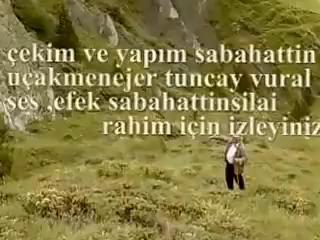 çekim ve yapım sabahattin
uçakmenejer tuncay vural
ses ,efek sabahattinsilai
rahim için izleyiniz